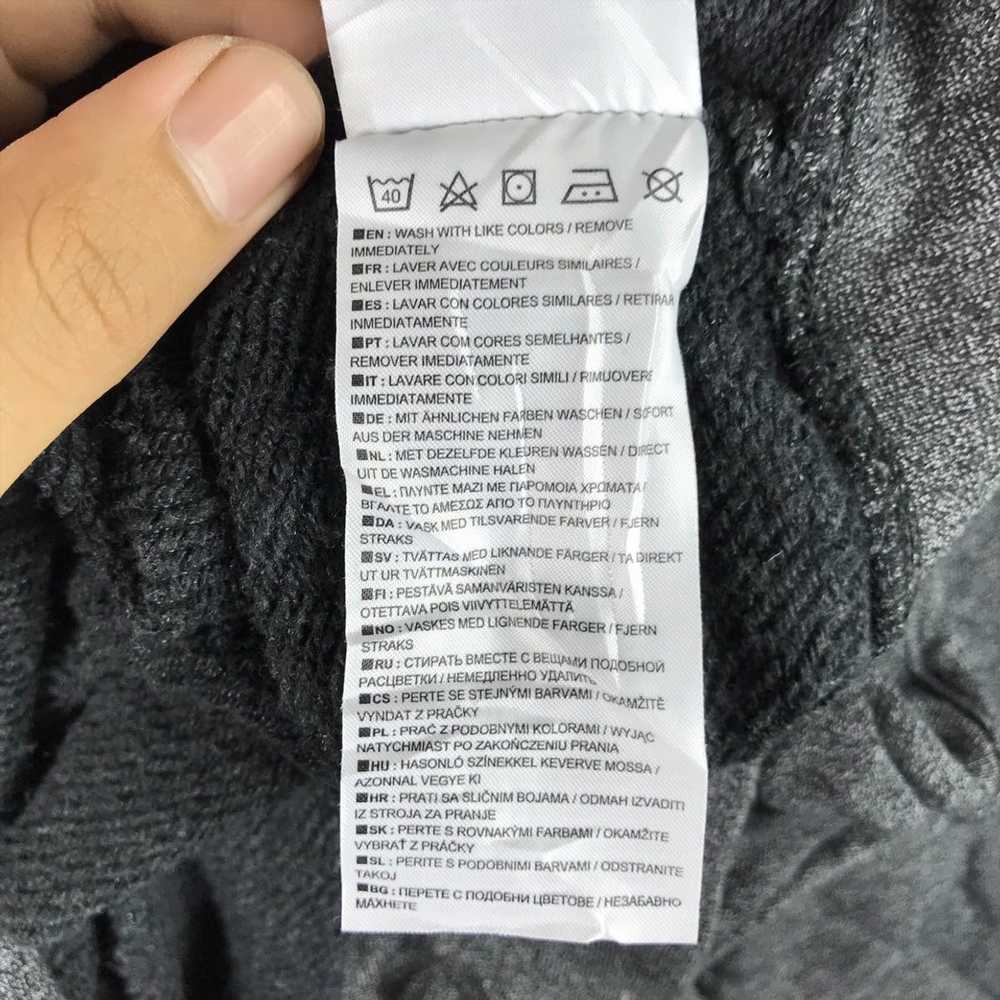 40
EN : WASH WITH LIKE COLORS / REMOVE
IMMEDIATELY
FR : LAVER AVEC COULEURS SIMILAIRES /
ENLEVER IMMEDIATEMENT
ES : LAVAR CON COLORES SIMILARES / RETIRAR
INMEDIATAMENTE
PT : LAVAR COM CORES SEMELHANTES /
REMOVER IMEDIATAMENTE
IT : LAVARE CON COLORI SIMILI / RIMUOVERE
IMMEDIATAMENTE
DE : MIT ÄHNLICHEN FARBEN WASCHEN / SOFORT
AUS DER MASCHINE NEHMEN
NL : MET DEZELFDE KLEUREN WASSEN / DIRECT
UIT DE WASMACHINE HALEN
EL : ΠΛΥΝΤΕ ΜΑΖΙ ΜΕ ΠΑΡΟΜΟΙΑ ΧΡΩΜΑΤΑ /
ΒΓΑΛΤΕ ΤΟ ΑΜΕΣΩΣ ΑΠΟ ΤΟ ΠΛΥΝΤΗΡΙΟ
DA : VASK MED TILSVARENDE FARVER / FJERN
STRAKS
SV : TVÄTTAS MED LIKNANDE FÄRGER / TA DIREKT
UT UR TVÄTTMASKINEN
FI : PESTÄVÄ SAMANVÄRISTEN KANSSA /
OTETTAVA POIS VIIVYTTELEMÄTTÄ
NO : VASKES MED LIGNENDE FARGER / FJERN
STRAKS
RU : СТИРАТЬ ВМЕСТЕ С ВЕЩАМИ ПОДОБНОЙ
РАСЦВЕТКИ / НЕМЕДЛЕННО УДАЛИТЬ
CS : PERTE SE STEJNÝMI BARVAMI / OKAMŽITĚ
VYNDAT Z PRAČKY
PL : PRAĆ Z PODOBNYMI KOLORAMI / WYJĄĆ
NATYCHMIAST PO ZAKOŃCZENIU PRANIA
HU : HASONLÓ SZÍNEKKEL KEVERVE MOSSA /
AZONNAL VEGYE KI
HR : PRATI SA SLIČNIM BOJAMA / ODMAH IZVADITI
IZ STROJA ZA PRANJE
SK : PERTE S ROVNAKÝMI FARBAMI / OKAMŽITE
VYBRAŤ Z PRÁČKY
SL : PERITE S PODOBNIMI BARVAMI / ODSTRANITE
TAKOJ
BG : ПЕРЕТЕ С ПОДОБНИ ЦВЕТОВЕ / НЕЗАБАВНО
МАХНЕТЕ